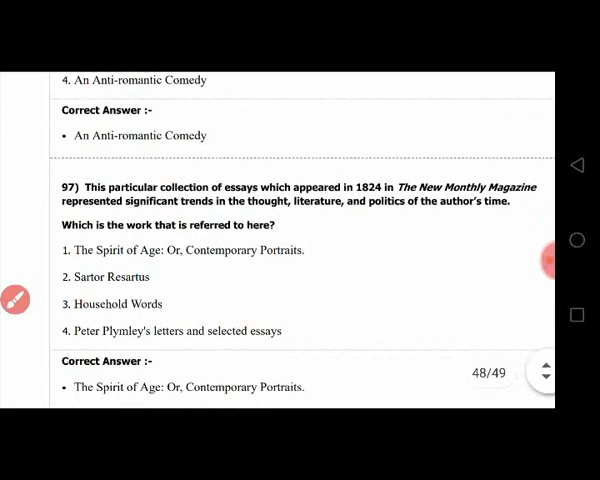 4. An Anti-romantic Comedy
Correct Answer :-
• An Anti-romantic Comedy
97) This particular collection of essays which appeared in 1824 in The New Monthly Magazine
represented significant trends in the thought, literature, and politics of the author's time.
Which is the work that is referred to here?
1. The Spirit of Age: Or, Contemporary Portraits.
2. Sartor Resartus
3. Household Words
4. Peter Plymley's letters and selected essays
Correct Answer :-
48/49
• The Spirit of Age: Or, Contemporary Portraits.